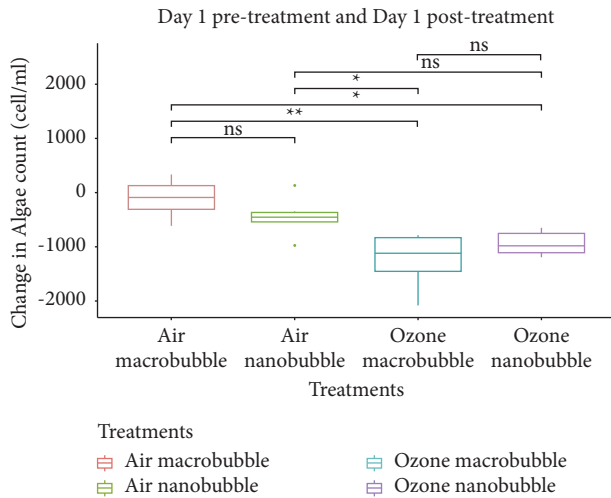 Day 1 pre-treatment and Day 1 post-treatment
Change in Algae count (cell/ml)
2000
1000
0
-1000
-2000
ns
ns
*
*
**
ns
Air macrobubble
Air nanobubble
Ozone macrobubble
Ozone nanobubble
Treatments
Treatments
Air macrobubble
Ozone macrobubble
Air nanobubble
Ozone nanobubble